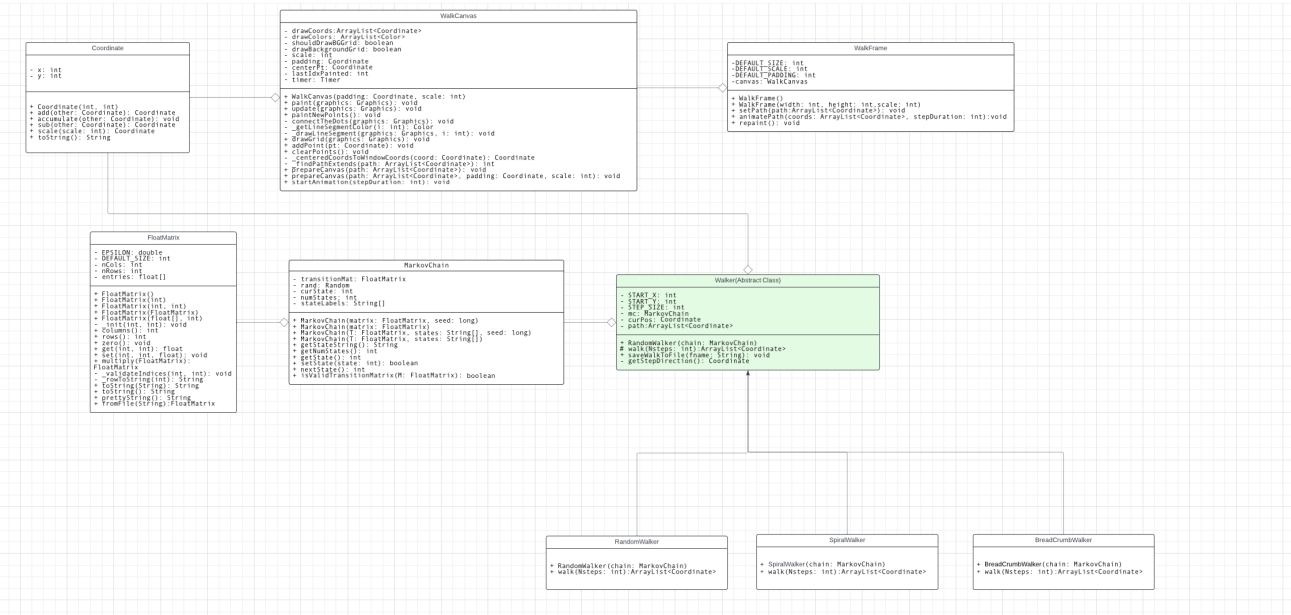 WalkCanvas
- drawCoords:ArrayList<Coordinate>
- drawColors: ArrayList<Color>
- shouldDrawBGGrid: boolean
- drawBackgroundGrid: boolean
- scale: int
- padding: Coordinate
- centerPt: Coordinate
- lastIdxPainted: int
- timer: Timer
+ WalkCanvas(padding: Coordinate, scale: int)
+ paint(graphics: Graphics): void
+ update(graphics: Graphics): void
+ paintNewPoints(): void
- connectTheDots(graphics: Graphics): void
- _getLineSegmentColor(i: int): Color
- _drawLineSegment(graphics: Graphics, i: int): void
+ drawGrid(graphics: Graphics): void
+ addPoint(pt: Coordinate): void
+ clearPoints(): void
- _centeredCoordsToWindowCoords(coord: Coordinate): Coordinate
- _findPathExtends(path: ArrayList<Coordinate>): int
+ prepareCanvas(path: ArrayList<Coordinate>): void
+ prepareCanvas(path: ArrayList<Coordinate>, padding: Coordinate, scale: int): void
+ startAnimation(stepDuration: int): void
Coordinate
- x: int
- y: int
+ Coordinate(int, int)
+ add(other: Coordinate): Coordinate
+ accumulate(other: Coordinate): void
+ sub(other: Coordinate): Coordinate
+ scale(scale: int): Coordinate
+ toString(): String
WalkFrame
-DEFAULT_SIZE: int
-DEFAULT_SCALE: int
-DEFAULT_PADDING: int
-canvas: WalkCanvas
+ WalkFrame()
+ WalkFrame(width: int, height: int,scale; int)
+ setPath(path:ArrayList<Coordinate>): void
+ animatePath(coords: ArrayList<Coordinate>, stepDuration: int):void
+ repaint(): void
FloatMatrix
- EPSILON: double
- DEFAULT_SIZE: int
- nCols: int
- nRows: int
- entries: float[]
+ FloatMatrix()
+ FloatMatrix(int)
+ FloatMatrix(int, int)
+ FloatMatrix(FloatMatrix)
+ FloatMatrix(float[], int)
- _init(int, int): void
+ columns(): int
+ rows(): int
+ zero(): void
+ get(int, int): float
+ set(int, int, float): void
+ multiply(FloatMatrix):
FloatMatrix
- _validateIndices(int, int): void
- _rowToString(int): String
+ toString(String): String
+ toString(): String
+ prettyString(): String
+ fromFile(String):FloatMatrix
MarkovChain
- transitionMat: FloatMatrix
- rand: Random
- curState: int
- numStates; int
- stateLabels: String[]
+ MarkovChain(matrix: FloatMatrix, seed: long)
+ MarkovChain(matrix: FloatMatrix)
+ MarkovChain(T: FloatMatrix, states: String[], seed: long)
+ MarkovChain(T: FloatMatrix, states: String[])
+ getStateString(): String
+ getNumStates(): int
+ getState(): int
+ setState(state: int): boolean
+ nextState(): int
+ isValidTransitionMatrix(M: FloatMatrix): boolean
Walker(Abstract Class)
- START_X: int
- START_Y: int
- STEP_SIZE: int
- mc: MarkovChain
- curPos: Coordinate
- path:ArrayList<Coordinate>
+ RandomWalker(chain: MarkovChain)
# walk(Nsteps: int):ArrayList<Coordinate>
+ saveWalkToFile(fname; String): void
- getStepDirection(): Coordinate
RandomWalker
+ RandomWalker(chain: MarkovChain)
+ walk(Nsteps: int):ArrayList<Coordinate>
SpiralWalker
+ SpiralWalker(chain: MarkovChain)
+ walk(Nsteps: int):ArrayList<Coordinate>
BreadCrumbWalker
+ BreadCrumbWalker(chain: MarkovChain)
+ walk(Nsteps: int):ArrayList<Coordinate>